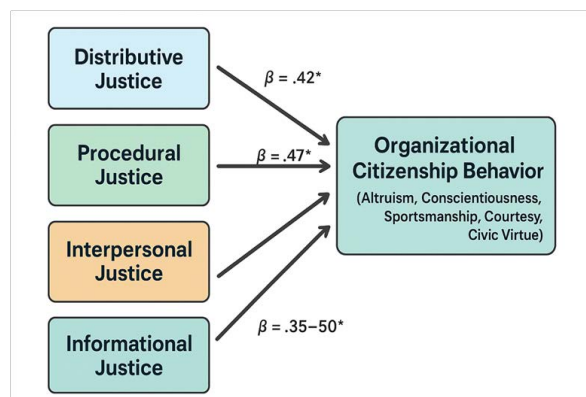 Distributive
Justice
β = .42*
Procedural
Justice
β = .47*
Interpersonal
Justice
Informational
Justice
β = .35–50*
Organizational
Citizenship Behavior
(Altruism, Conscientiousness,
Sportsmanship, Courtesy,
Civic Virtue)